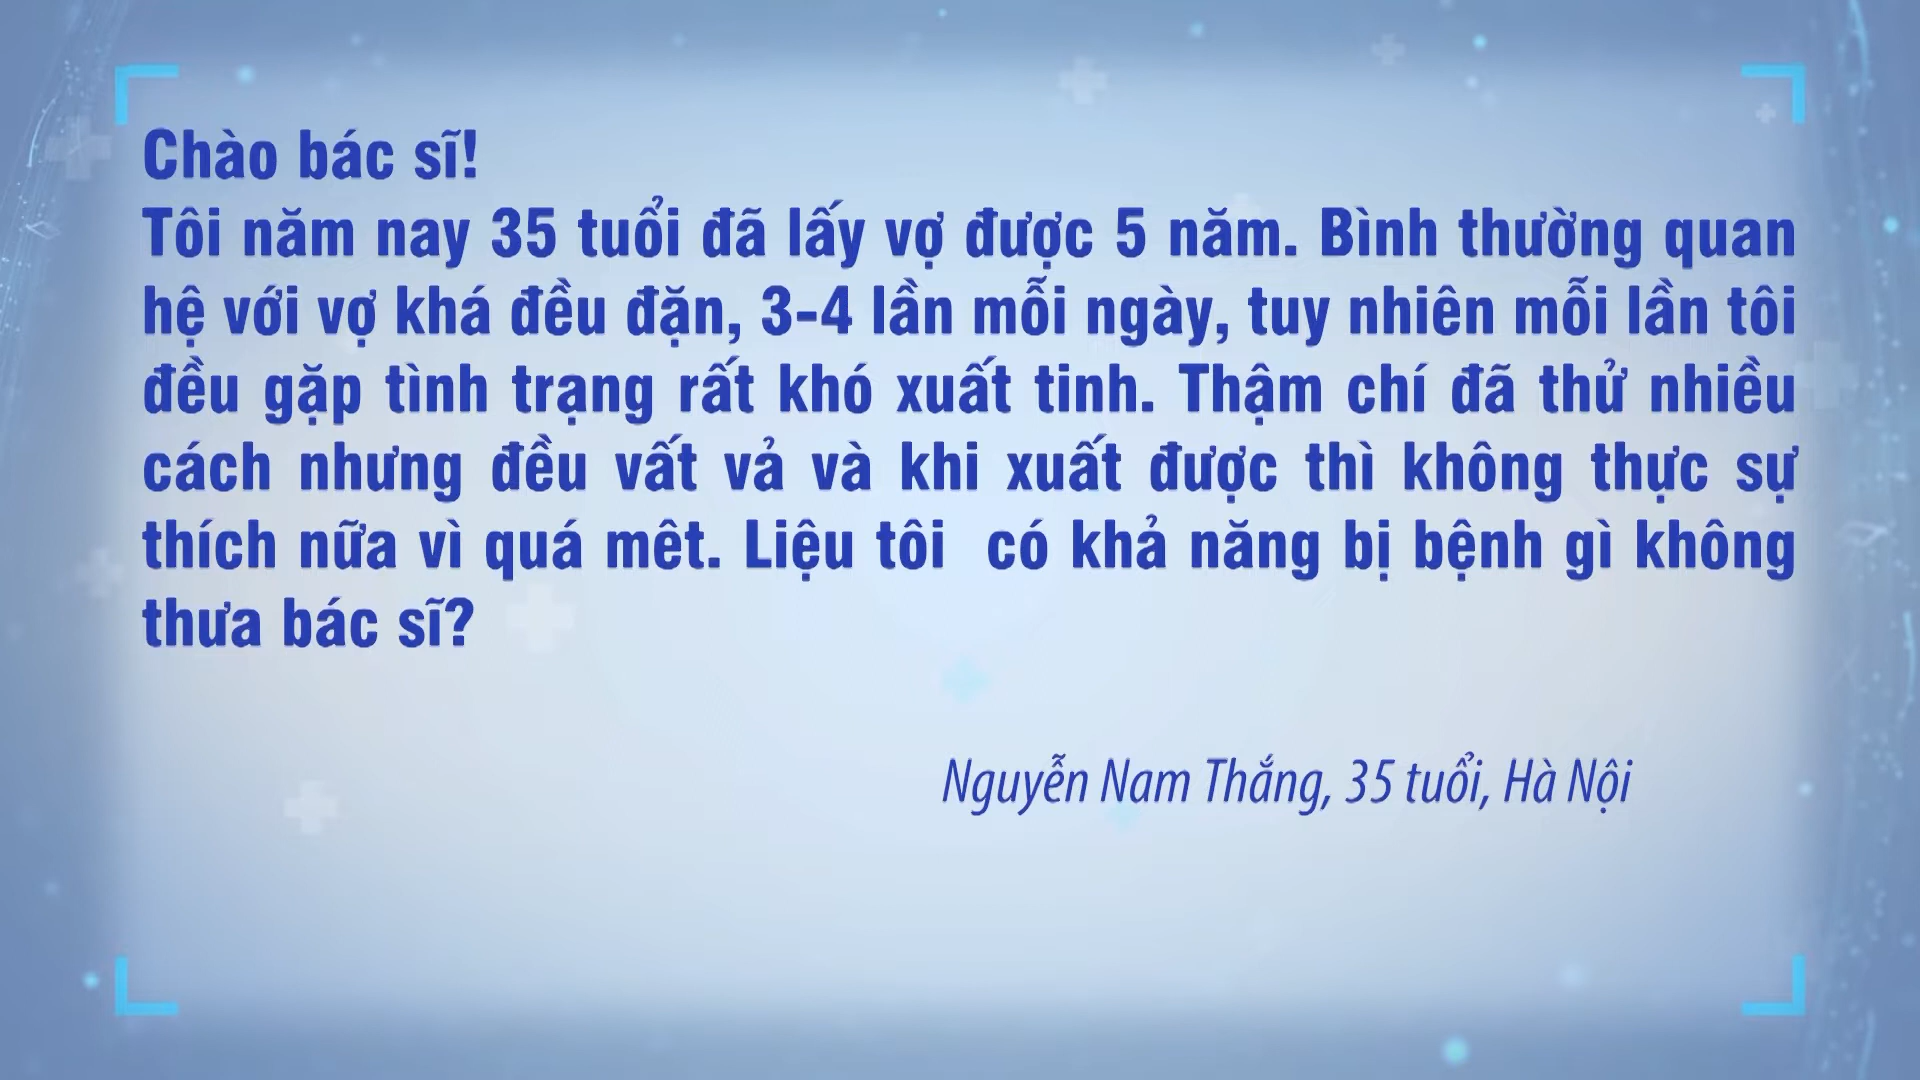 Chào bác sĩ!
Tôi năm nay 35 tuổi đã lấy vợ được 5 năm. Bình thường quan
hệ với vợ khá đều đặn, 3-4 lần mỗi ngày, tuy nhiên mỗi lần tôi
đều gặp tình trạng rất khó xuất tinh. Thậm chí đã thử nhiều
cách nhưng đều vất vả và khi xuất được thì không thực sự
thích nữa vì quá mêt. Liệu tôi  có khả năng bị bệnh gì không
thưa bác sĩ?
Nguyễn Nam Thắng, 35 tuổi, Hà Nội